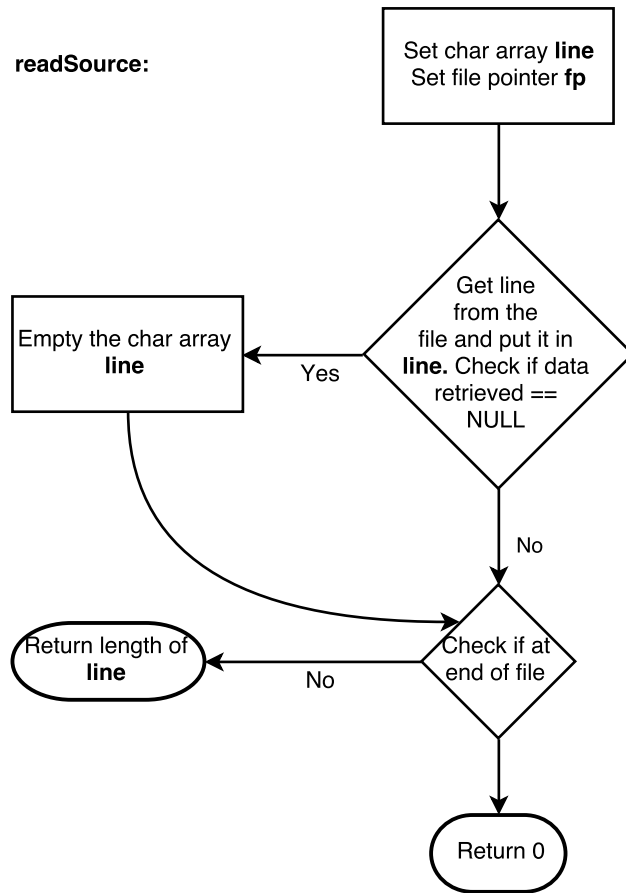 readSource:
Set char array line
Set file pointer fp
Get line
from the
file and put it in
line. Check if data
retrieved ==
NULL
Yes
Empty the char array
line
No
Check if at
end of file
No
Return length of
line
Return 0